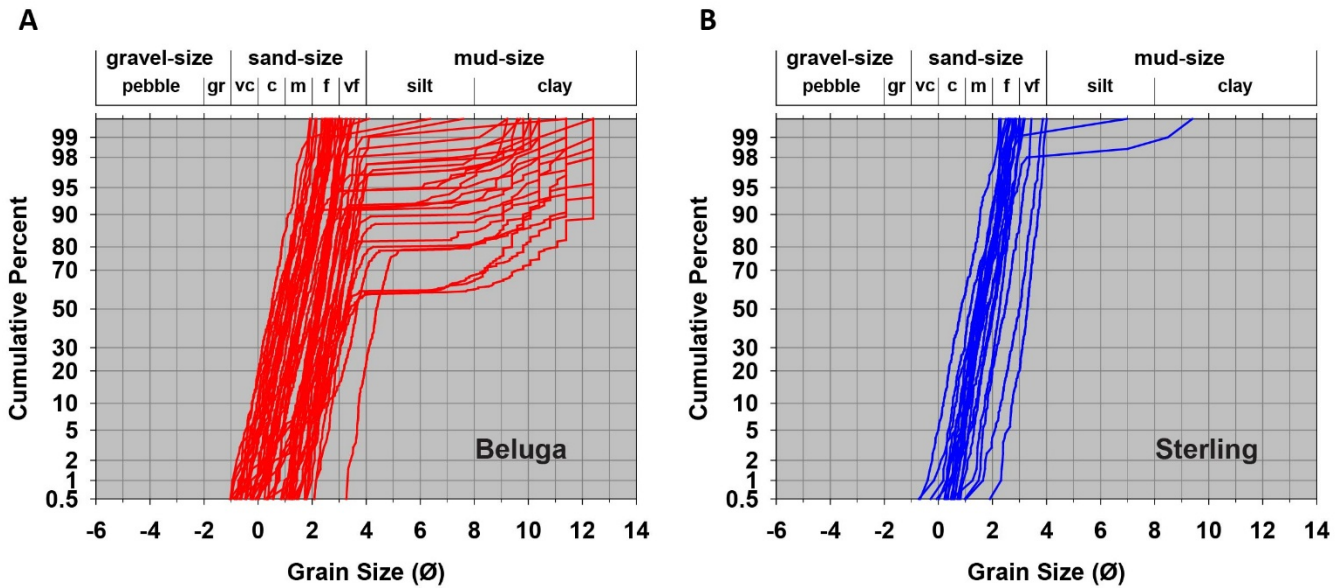 A
gravel-size sand-size mud-size
pebble gr vc c m f vf silt clay
99
98
95
90
80
70
50
30
20
10
5
2
1
0.5
Cumulative Percent
Beluga
-6 -4 -2 0 2 4 6 8 10 12 14
Grain Size (Ø)
B
gravel-size sand-size mud-size
pebble gr vc c m f vf silt clay
99
98
95
90
80
70
50
30
20
10
5
2
1
0.5
Cumulative Percent
Sterling
-6 -4 -2 0 2 4 6 8 10 12 14
Grain Size (Ø)